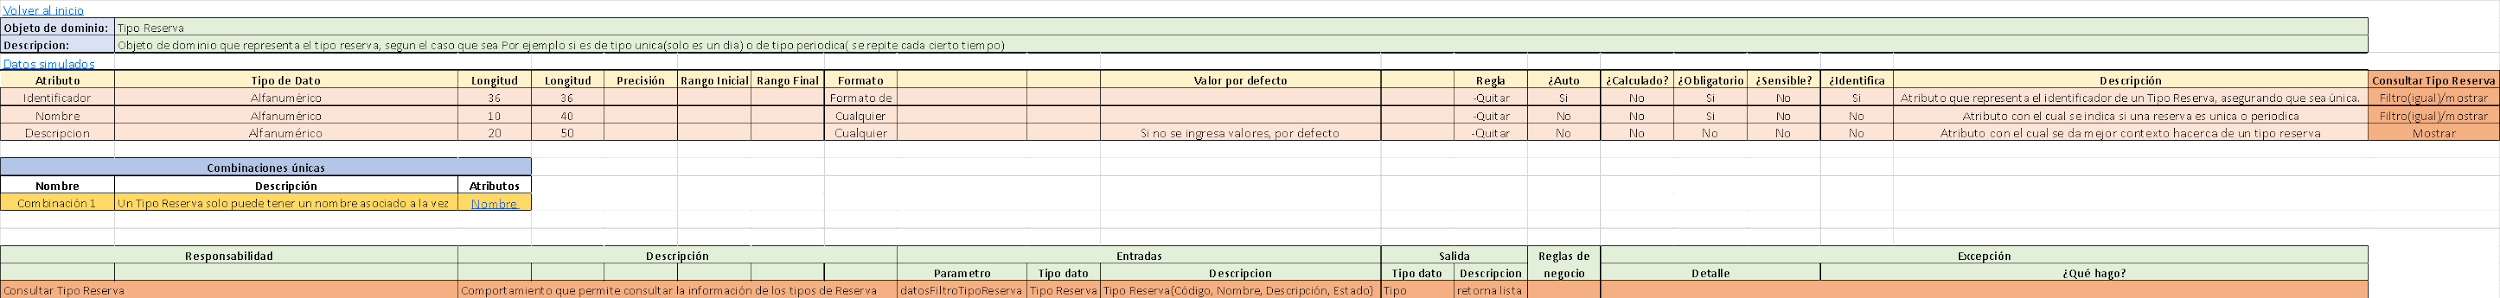 Volver al inicio
Objeto de dominio: Tipo Reserva
Descripcion: Objeto de dominio que representa el tipo reserva, segun el caso que sea Por ejemplo si es de tipo unica(solo es un dia) o de tipo periodica( se repite cada cierto tiempo)
Datos simulados
Atributo Tipo de Dato Longitud Longitud Precisión Rango Inicial Rango Final Formato Valor por defecto Regla ¿Auto ¿Calculado? ¿Obligatorio ¿Sensible? ¿Identifica Descripción Consultar Tipo Reserva
Identificador Alfanumérico 36 36 Formato de -Quitar Si No Si No Si Atributo que representa el identificador de un Tipo Reserva, asegurando que sea única. Filtro(igual)/mostrar
Nombre Alfanumérico 10 40 Cualquier -Quitar No No Si No No Atributo con el cual se indica si una reserva es unica o periodica Filtro(igual)/mostrar
Descripcion Alfanumérico 20 50 Cualquier Si no se ingresa valores, por defecto -Quitar No No No No No Atributo con el cual se da mejor contexto hacerca de un tipo reserva Mostrar
Combinaciones únicas
Nombre Descripción Atributos
Combinación 1 Un Tipo Reserva solo puede tener un nombre asociado a la vez Nombre
Responsabilidad Descripción Entradas Salida Reglas de negocio Excepción
Parametro Tipo dato Descripcion Tipo dato Descripcion Detalle ¿Qué hago?
Consultar Tipo Reserva Comportamiento que permite consultar la información de los tipos de Reserva datosFiltroTipoReserva Tipo Reserva Tipo Reserva{Código, Nombre, Descripción, Estado} Tipo retorna lista